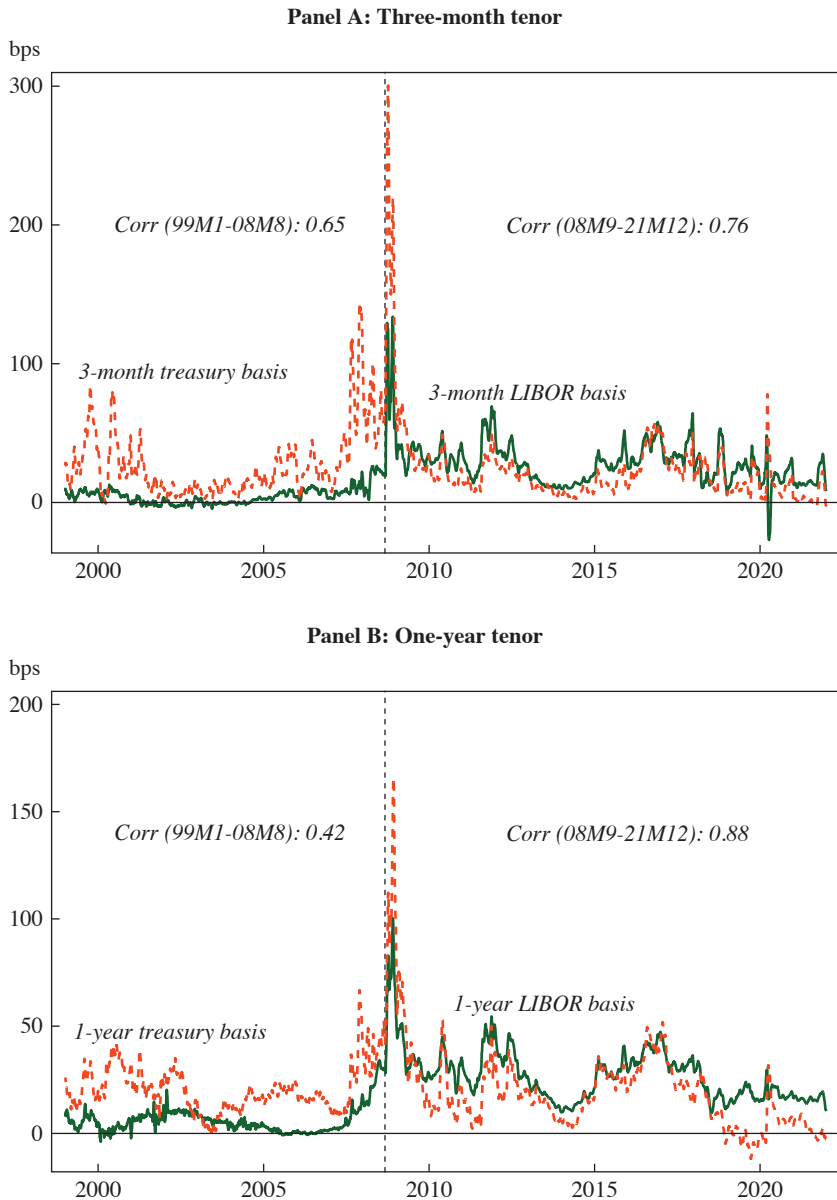 Panel A: Three-month tenor
bps
300
200
100
0
Corr (99M1-08M8): 0.65
Corr (08M9-21M12): 0.76
3-month treasury basis
3-month LIBOR basis
2000 2005 2010 2015 2020
Panel B: One-year tenor
bps
200
150
100
50
0
Corr (99M1-08M8): 0.42
Corr (08M9-21M12): 0.88
1-year treasury basis
1-year LIBOR basis
2000 2005 2010 2015 2020